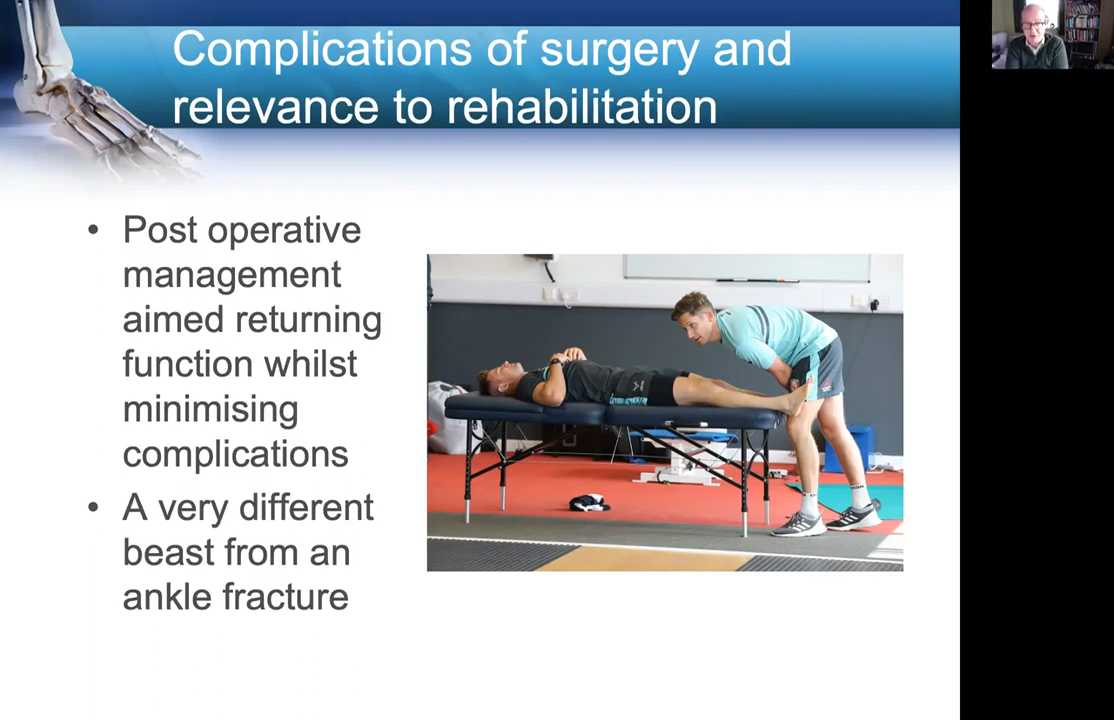 Complications of surgery and
relevance to rehabilitation
• Post operative
management
aimed returning
function whilst
minimising
complications
• A very different
beast from an
ankle fracture